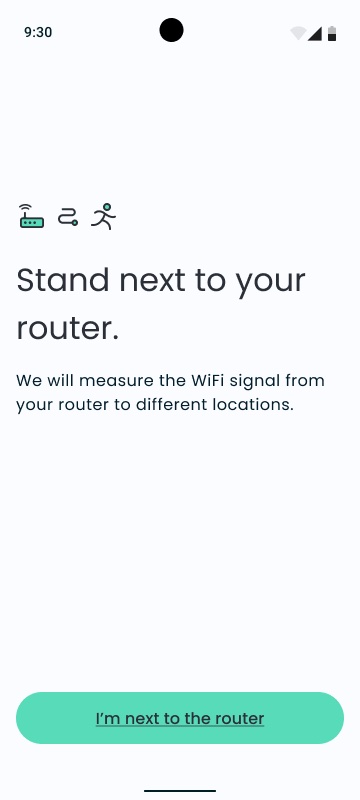 9:30
Stand next to your
router.
We will measure the WiFi signal from
your router to different locations.
I’m next to the router